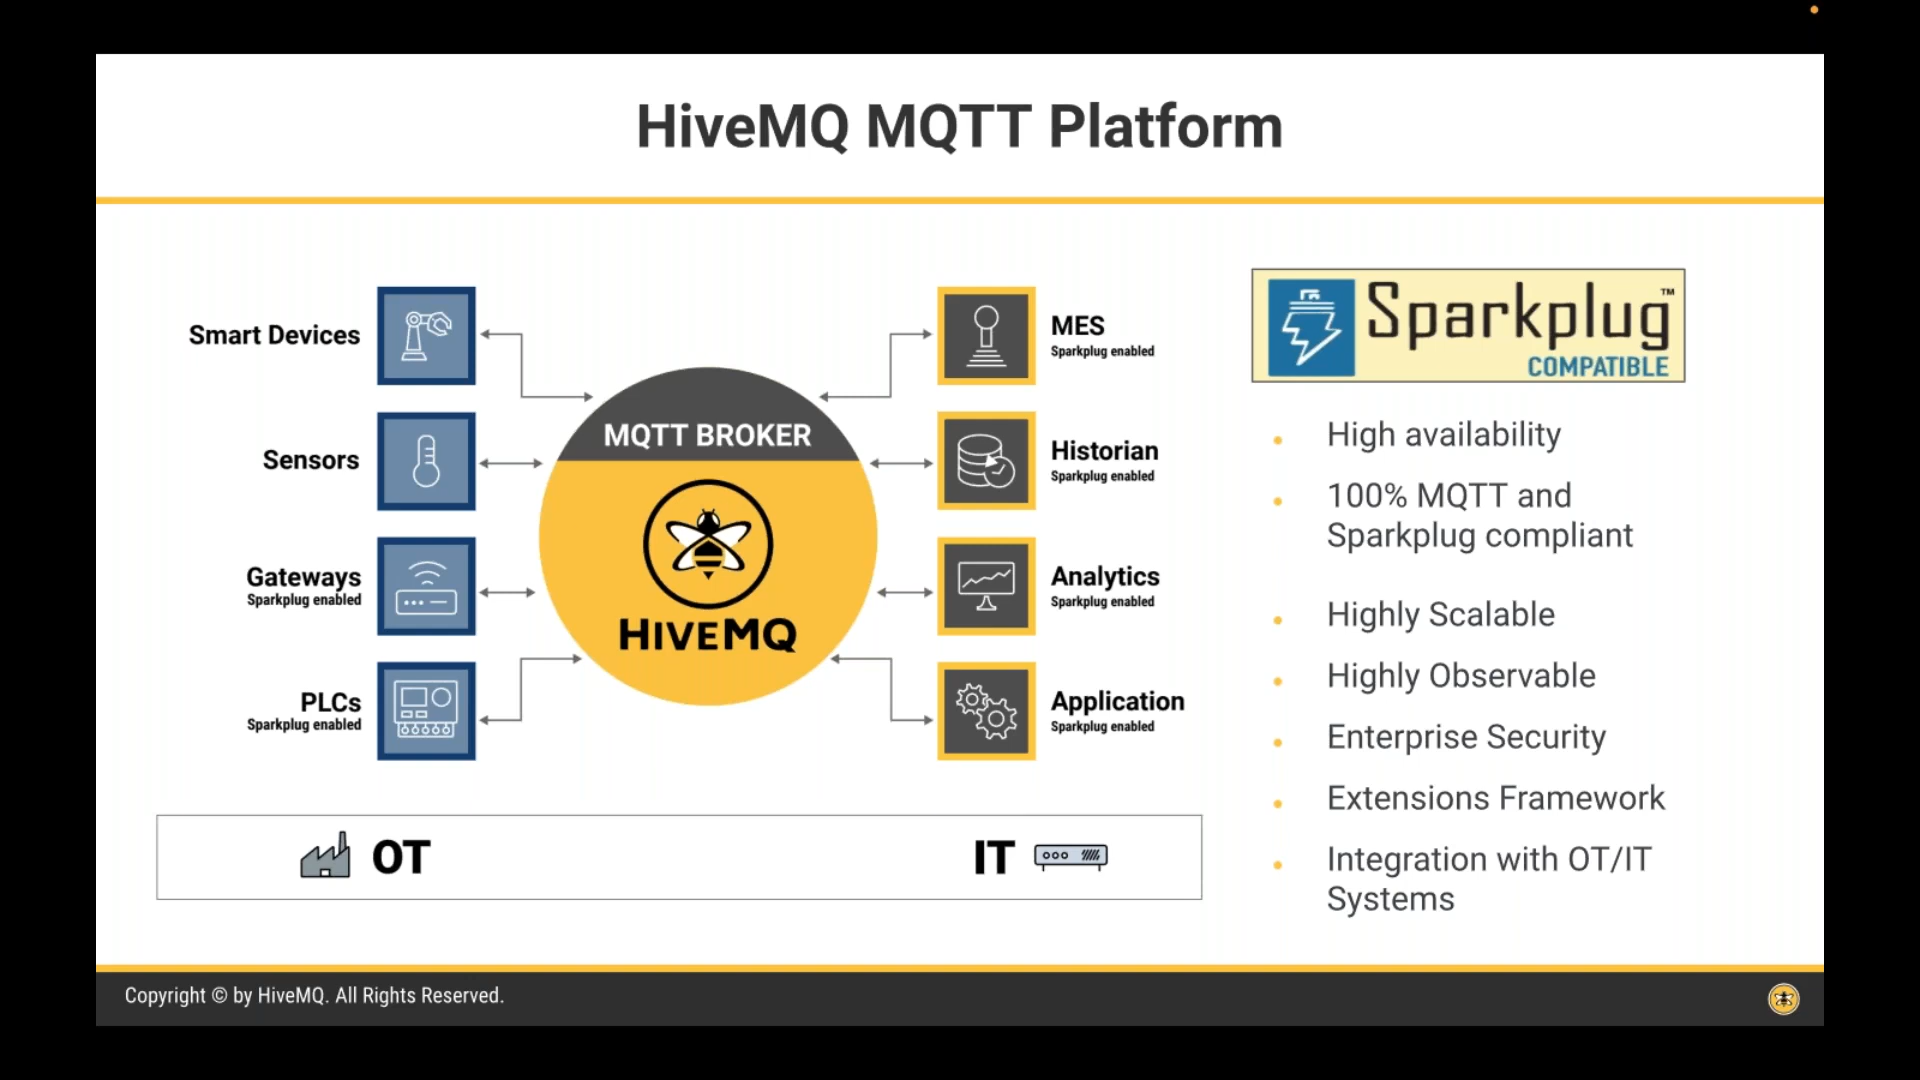 HiveMQ MQTT Platform
Smart Devices
Sensors
Gateways
Sparkplug enabled
PLCs
Sparkplug enabled
MQTT BROKER
HIVEMQ
MES
Sparkplug enabled
Historian
Sparkplug enabled
Analytics
Sparkplug enabled
Application
Sparkplug enabled
OT
IT
Sparkplug™
COMPATIBLE
• High availability
• 100% MQTT and
Sparkplug compliant
• Highly Scalable
• Highly Observable
• Enterprise Security
• Extensions Framework
• Integration with OT/IT
Systems
Copyright © by HiveMQ. All Rights Reserved.